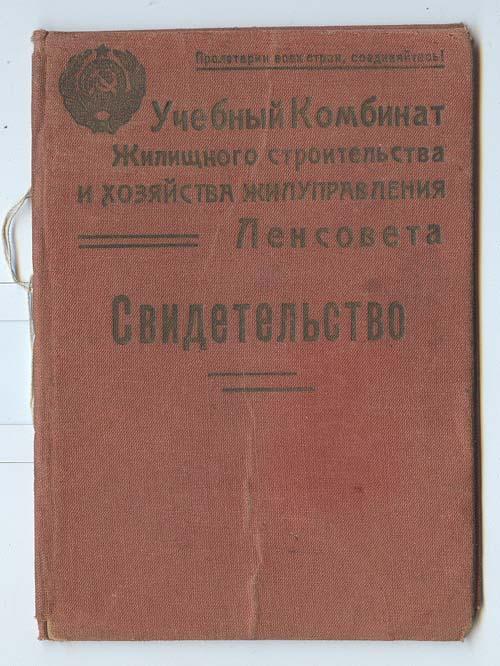 Пролетарии всех стран, соединяйтесь!
Учебный Комбинат
Жилищного строительства
и хозяйства жилуправления
Ленсовета
Свидетельство